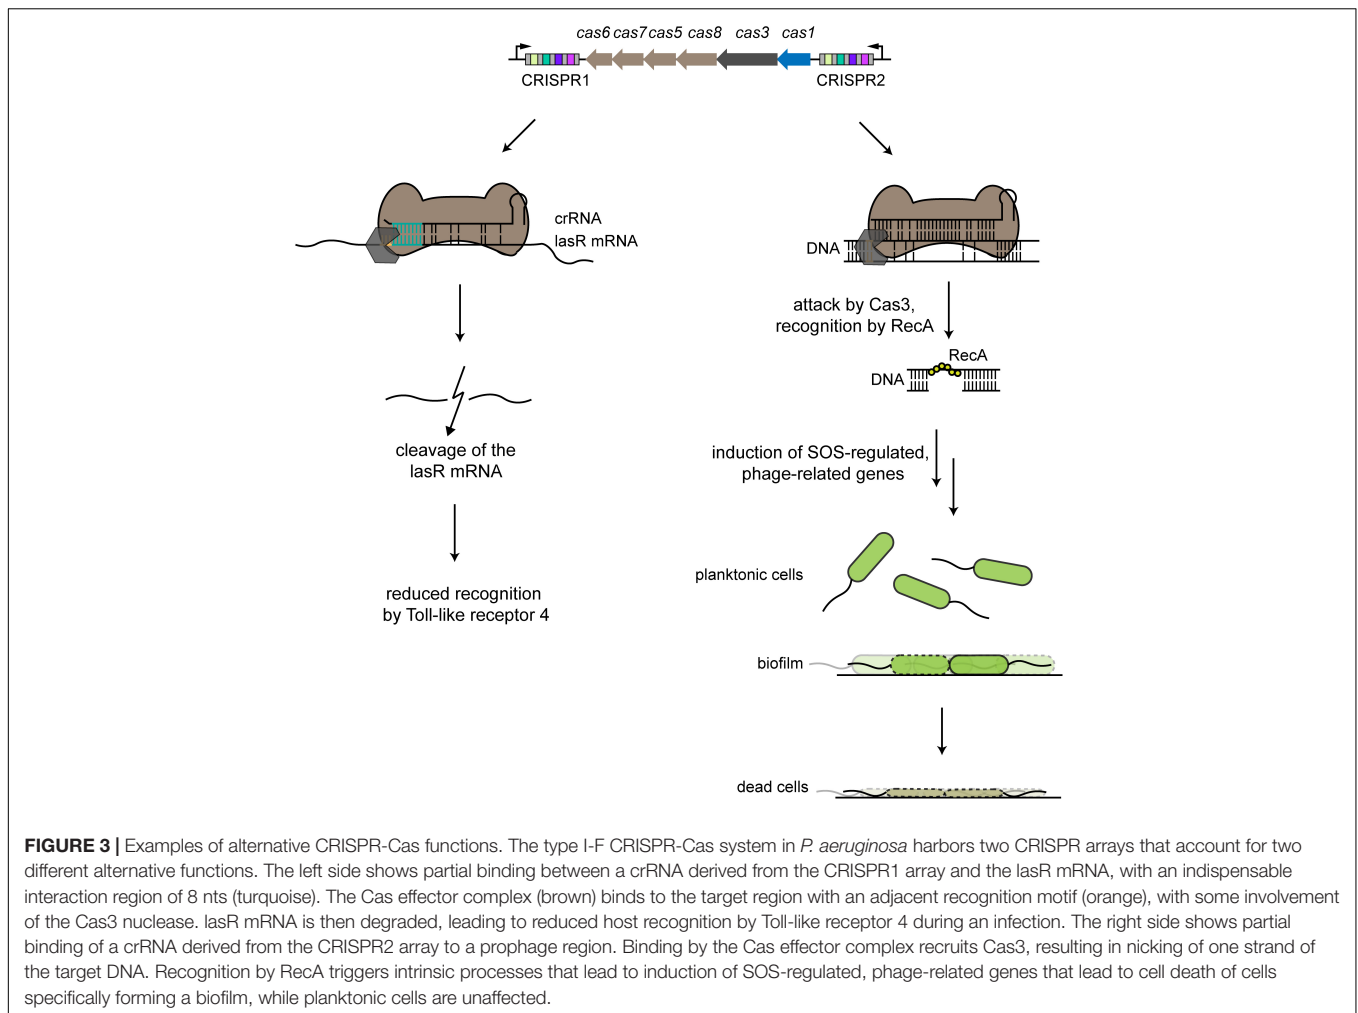 cas6 cas7 cas5 cas8 cas3 cas1
CRISPR1
CRISPR2
crRNA
lasR mRNA
cleavage of the
lasR mRNA
reduced recognition
by Toll-like receptor 4
DNA
attack by Cas3,
recognition by RecA
RecA
DNA
induction of SOS-regulated,
phage-related genes
planktonic cells
biofilm
dead cells
FIGURE 3 | Examples of alternative CRISPR-Cas functions. The type I-F CRISPR-Cas system in P. aeruginosa harbors two CRISPR arrays that account for two
different alternative functions. The left side shows partial binding between a crRNA derived from the CRISPR1 array and the lasR mRNA, with an indispensable
interaction region of 8 nts (turquoise). The Cas effector complex (brown) binds to the target region with an adjacent recognition motif (orange), with some involvement
of the Cas3 nuclease. lasR mRNA is then degraded, leading to reduced host recognition by Toll-like receptor 4 during an infection. The right side shows partial
binding of a crRNA derived from the CRISPR2 array to a prophage region. Binding by the Cas effector complex recruits Cas3, resulting in nicking of one strand of
the target DNA. Recognition by RecA triggers intrinsic processes that lead to induction of SOS-regulated, phage-related genes that lead to cell death of cells
specifically forming a biofilm, while planktonic cells are unaffected.